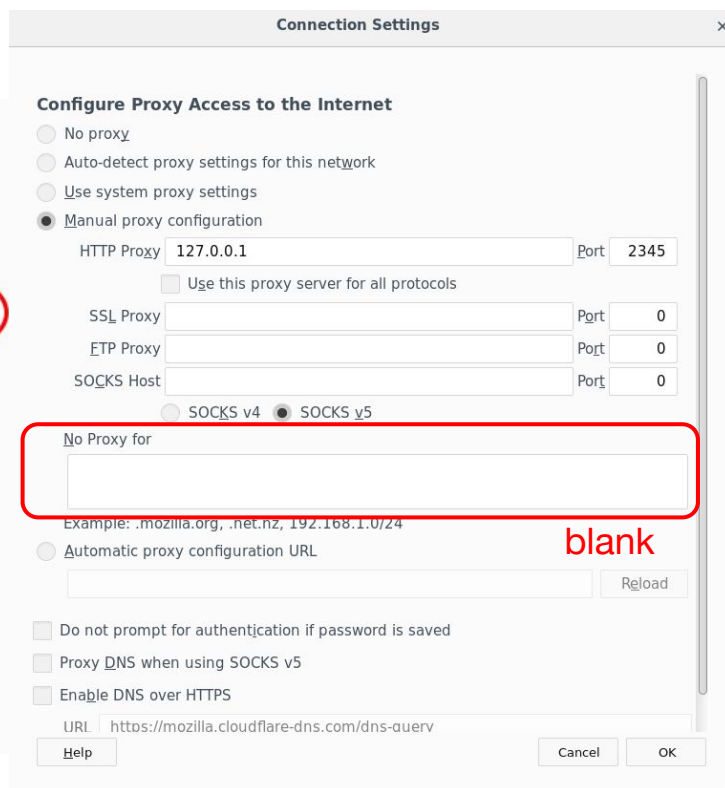 Connection Settings ×
Configure Proxy Access to the Internet
No proxy
Auto-detect proxy settings for this network
Use system proxy settings
Manual proxy configuration
HTTP Proxy 127.0.0.1 Port 2345
Use this proxy server for all protocols
SSL Proxy Port 0
FTP Proxy Port 0
SOCKS Host Port 0
SOCKS v4 SOCKS v5
No Proxy for
Example: .mozilla.org, .net.nz, 192.168.1.0/24
blank
Automatic proxy configuration URL
Reload
Do not prompt for authentication if password is saved
Proxy DNS when using SOCKS v5
Enable DNS over HTTPS
URL https://mozilla.cloudflare-dns.com/dns-query
Help Cancel OK